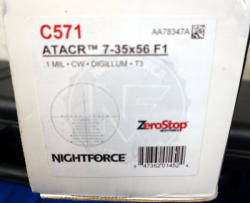 C571
AA78347A
ATACR™ 7-35x56 F1
.1 MIL • CW • DIGILLUM • T3
ZeroStop
NIGHTFORCE